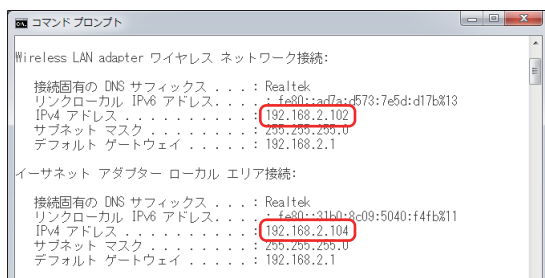 コマンド プロンプト
Wireless LAN adapter ワイヤレス ネットワーク接続:
接続固有の DNS サフィックス . . . : Realtek
リンクローカル IPv6 アドレス. . . . : fe80::ad7a:d573:7e5d:d17b%13
IPv4 アドレス . . . . . . . . . . : 192.168.2.102
サブネット マスク . . . . . . . . : 255.255.255.0
デフォルト ゲートウェイ . . . . . : 192.168.2.1
イーサネット アダプター ローカル エリア接続:
接続固有の DNS サフィックス . . . : Realtek
リンクローカル IPv6 アドレス. . . . : fe80::31b0:8c09:5040:f4fb%11
IPv4 アドレス . . . . . . . . . . : 192.168.2.104
サブネット マスク . . . . . . . . : 255.255.255.0
デフォルト ゲートウェイ . . . . . : 192.168.2.1